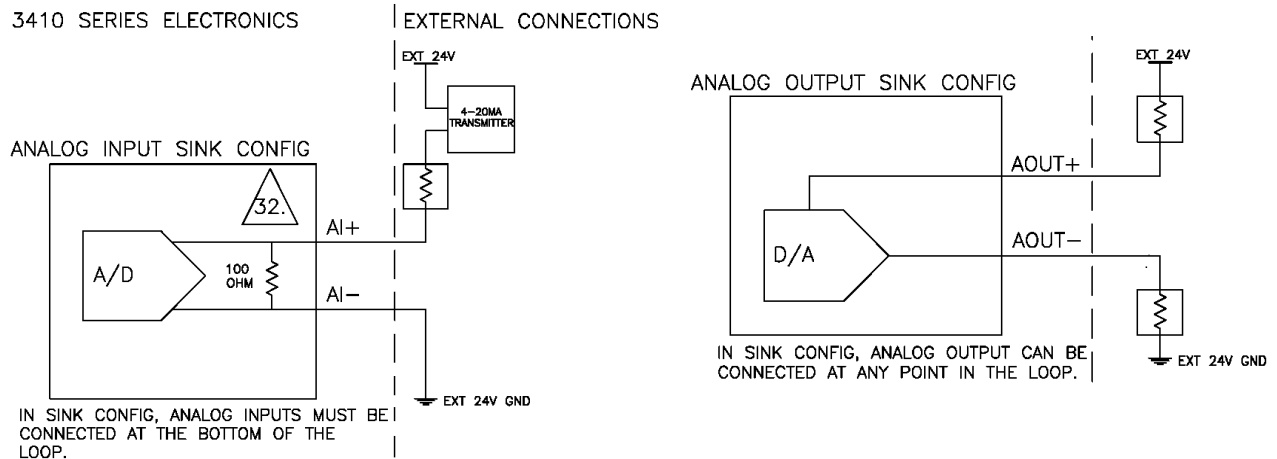 3410 SERIES ELECTRONICS
EXTERNAL CONNECTIONS
EXT 24V
4-20MA
TRANSMITTER
ANALOG INPUT SINK CONFIG
32.
AI+
A/D
100
OHM
AI-
EXT 24V GND
IN SINK CONFIG, ANALOG INPUTS MUST BE
CONNECTED AT THE BOTTOM OF THE
LOOP.
EXT 24V
ANALOG OUTPUT SINK CONFIG
AOUT+
D/A
AOUT-
IN SINK CONFIG, ANALOG OUTPUT CAN BE
CONNECTED AT ANY POINT IN THE LOOP.
EXT 24V GND